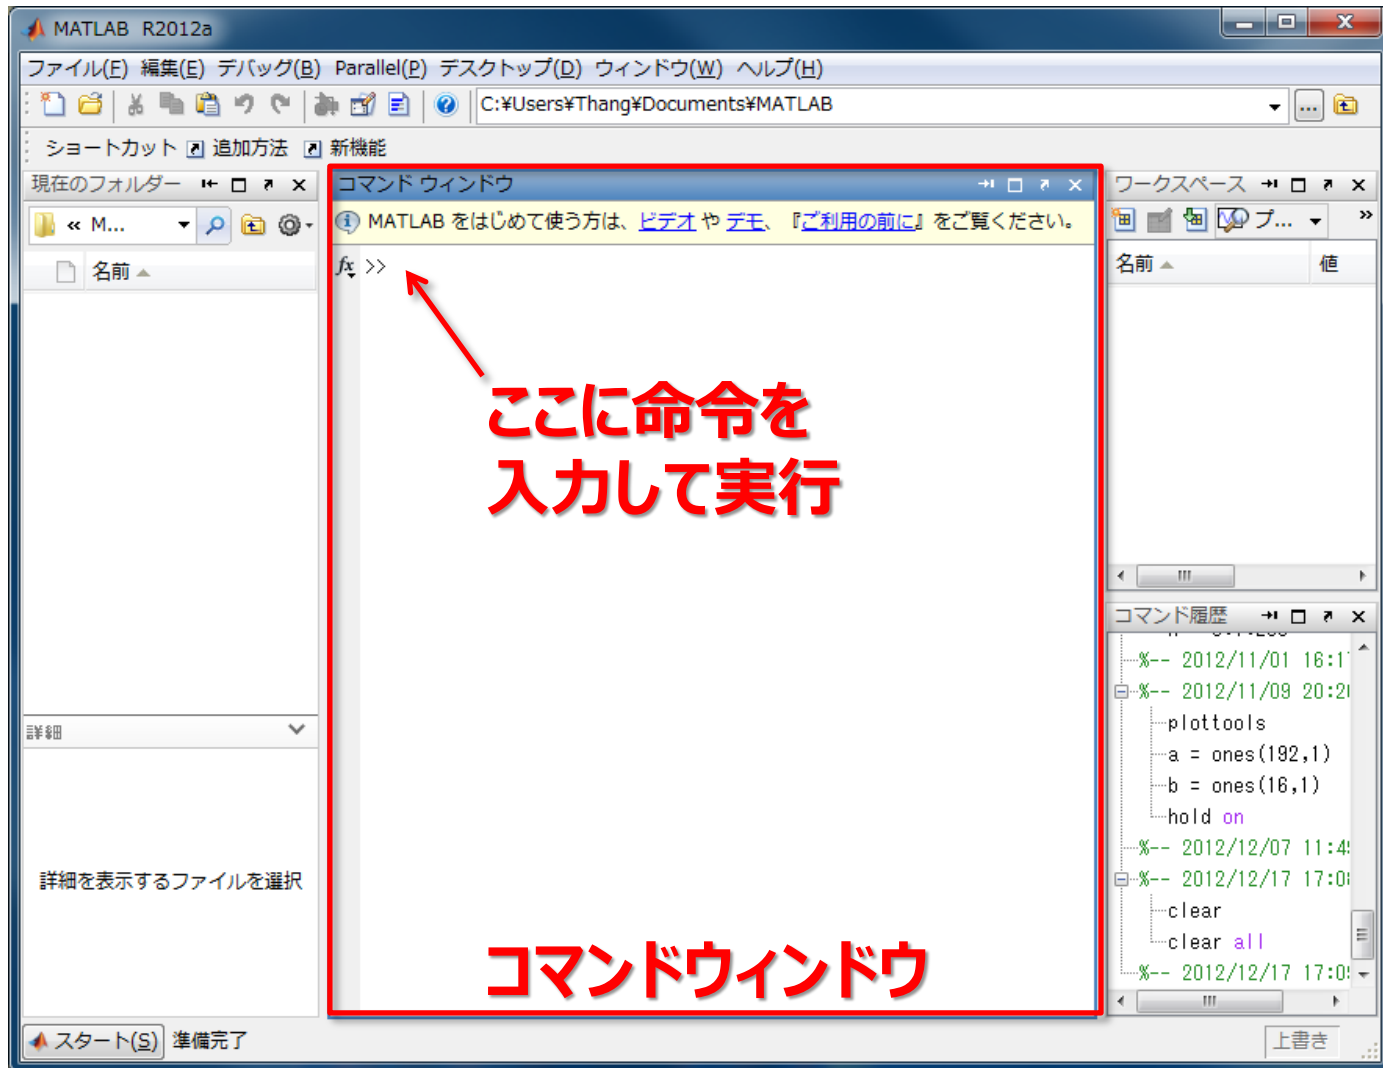 MATLAB R2012a
ファイル(F) 編集(E) デバッグ(B) Parallel(P) デスクトップ(D) ウィンドウ(W) ヘルプ(H)
C:¥Users¥Thang¥Documents¥MATLAB
ショートカット 追加方法 新機能
現在のフォルダー
« M...
名前
詳細
詳細を表示するファイルを選択
コマンド ウィンドウ
MATLAB をはじめて使う方は、ビデオ や デモ、『ご利用の前に』をご覧ください。
fx >>
ここに命令を
入力して実行
コマンドウィンドウ
ワークスペース
プ... »
名前 値
コマンド履歴
%-- 2012/11/01 16:1
%-- 2012/11/09 20:2
plottools
a = ones(192,1)
b = ones(16,1)
hold on
%-- 2012/12/07 11:4
%-- 2012/12/17 17:0
clear
clear all
%-- 2012/12/17 17:0
スタート(S) 準備完了
上書き